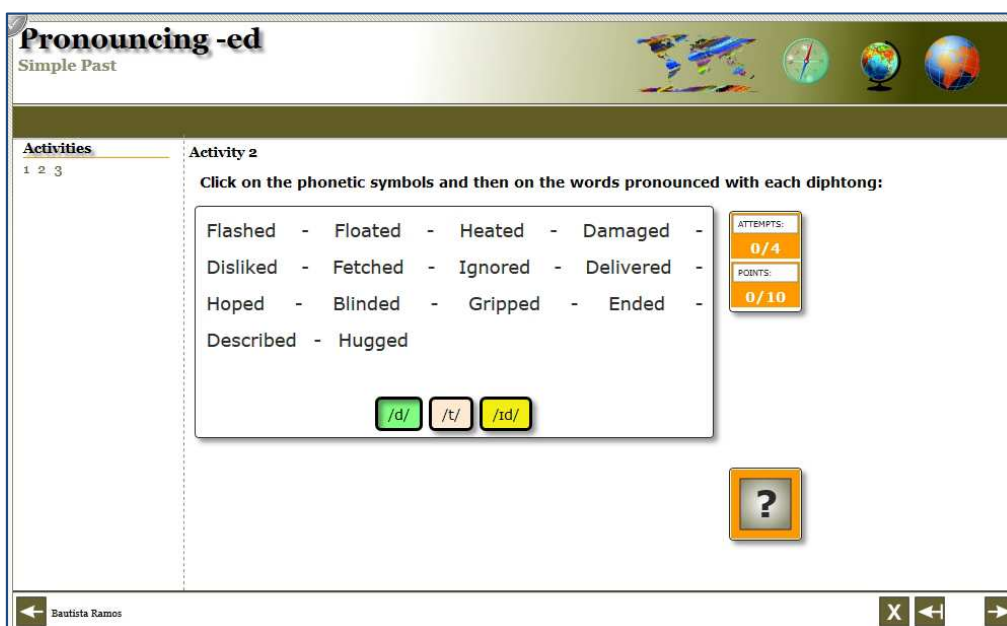 Pronouncing -ed
Simple Past
Activities
1 2 3
Activity 2
Click on the phonetic symbols and then on the words pronounced with each diphtong:
Flashed - Floated - Heated - Damaged -
Disliked - Fetched - Ignored - Delivered -
Hoped - Blinded - Gripped - Ended -
Described - Hugged
/d/ /t/ /ɪd/
ATTEMPTS:
0/4
POINTS:
0/10
?
Bautista Ramos
X